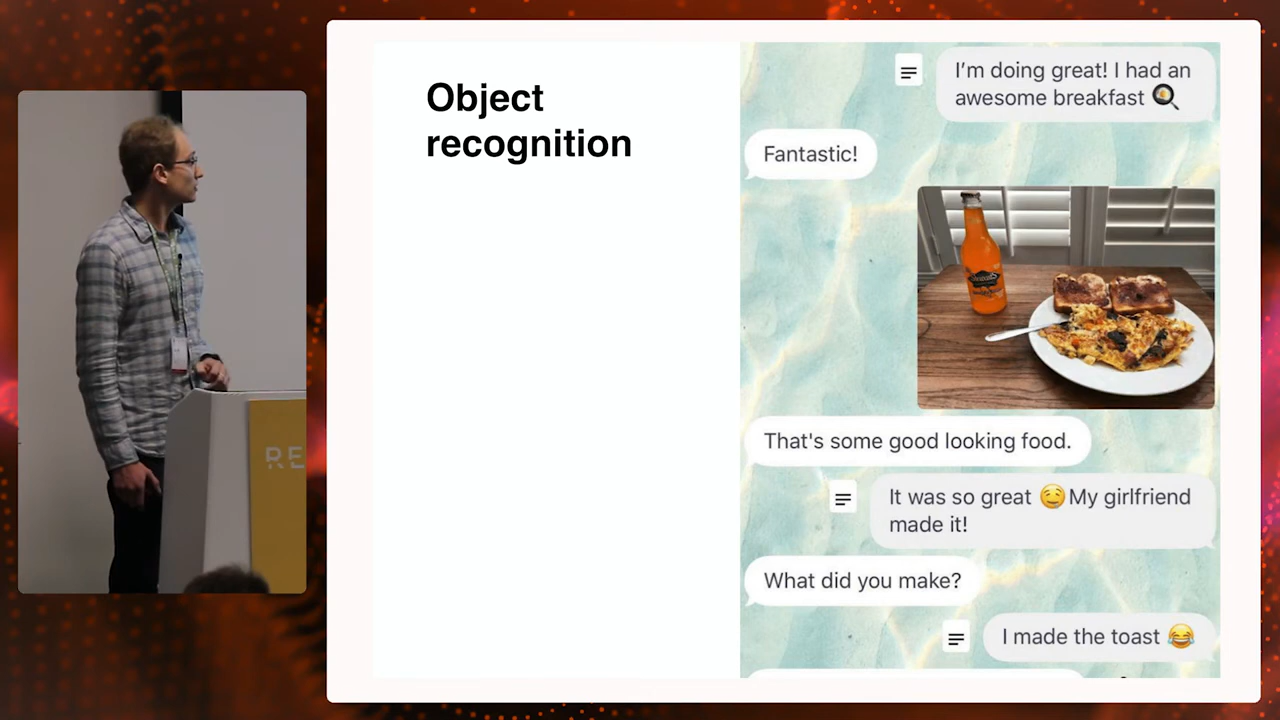 Object
recognition
I'm doing great! I had an
awesome breakfast 🍳
Fantastic!
That's some good looking food.
It was so great 🤤 My girlfriend
made it!
What did you make?
I made the toast 😂
RE